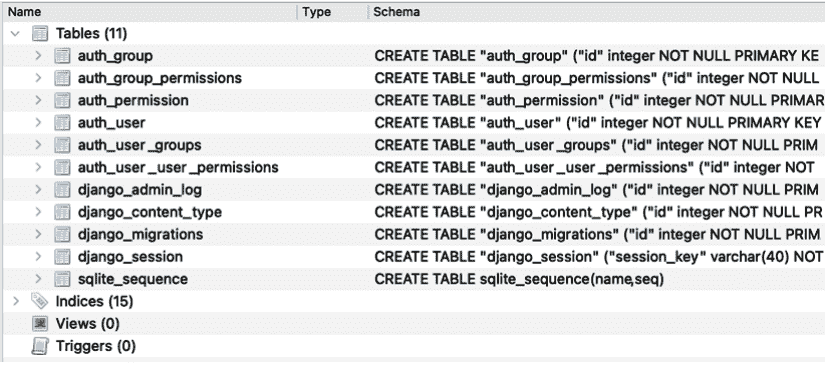 Name Type Schema
Tables (11)
auth_group CREATE TABLE "auth_group" ("id" integer NOT NULL PRIMARY KE
auth_group_permissions CREATE TABLE "auth_group_permissions" ("id" integer NOT NULL
auth_permission CREATE TABLE "auth_permission" ("id" integer NOT NULL PRIMAR
auth_user CREATE TABLE "auth_user" ("id" integer NOT NULL PRIMARY KEY
auth_user_groups CREATE TABLE "auth_user_groups" ("id" integer NOT NULL PRIM
auth_user_user_permissions CREATE TABLE "auth_user_user_permissions" ("id" integer NOT
django_admin_log CREATE TABLE "django_admin_log" ("id" integer NOT NULL PRIM
django_content_type CREATE TABLE "django_content_type" ("id" integer NOT NULL PR
django_migrations CREATE TABLE "django_migrations" ("id" integer NOT NULL PRIM
django_session CREATE TABLE "django_session" ("session_key" varchar(40) NOT
sqlite_sequence CREATE TABLE sqlite_sequence(name,seq)
Indices (15)
Views (0)
Triggers (0)